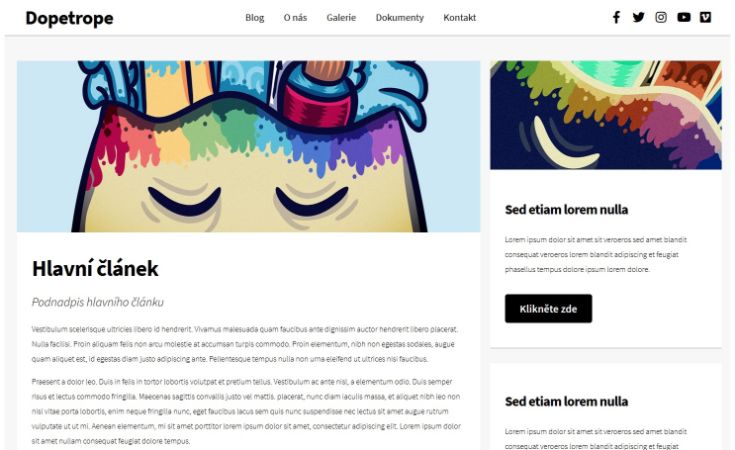 Dopetrope
Blog O nás Galerie Dokumenty Kontakt
Hlavní článek
Podnadpis hlavního článku
Vestibulum scelerisque ultricies libero id hendrerit. Vivamus malesuada quam faucibus ante dignissim auctor hendrerit libero placerat.
Nulla facilisi. Proin aliquam felis non arcu molestie at accumsan turpis commodo. Proin elementum, nibh non egestas sodales, augue
quam aliquet est, id egestas diam justo adipiscing ante. Pellentesque tempus nulla non urna eleifend ut ultrices nisi faucibus.
Praesent a dolor leo. Duis in felis in tortor lobortis volutpat et pretium tellus. Vestibulum ac ante nisl, a elementum odio. Duis semper
risus et lectus commodo fringilla. Maecenas sagittis convallis justo vel mattis. placerat, nunc diam iaculis massa, et aliquet nibh leo non
nisl vitae porta lobortis, enim neque fringilla nunc, eget faucibus lacus sem quis nunc suspendisse nec lectus sit amet augue rutrum
vulputate ut ut mi. Aenean elementum, mi sit amet porttitor lorem ipsum dolor sit amet, consectetur adipiscing elit. Lorem ipsum dolor
sit amet nullam consequat feugiat dolore tempus.
Sed etiam lorem nulla
Lorem ipsum dolor sit amet sit veroeros sed amet blandit
consequat veroeros lorem blandit adipiscing et feugiat
phasellus tempus dolore ipsum lorem dolore.
Klikněte zde
Sed etiam lorem nulla
Lorem ipsum dolor sit amet sit veroeros sed amet blandit
consequat veroeros lorem blandit adipiscing et feugiat